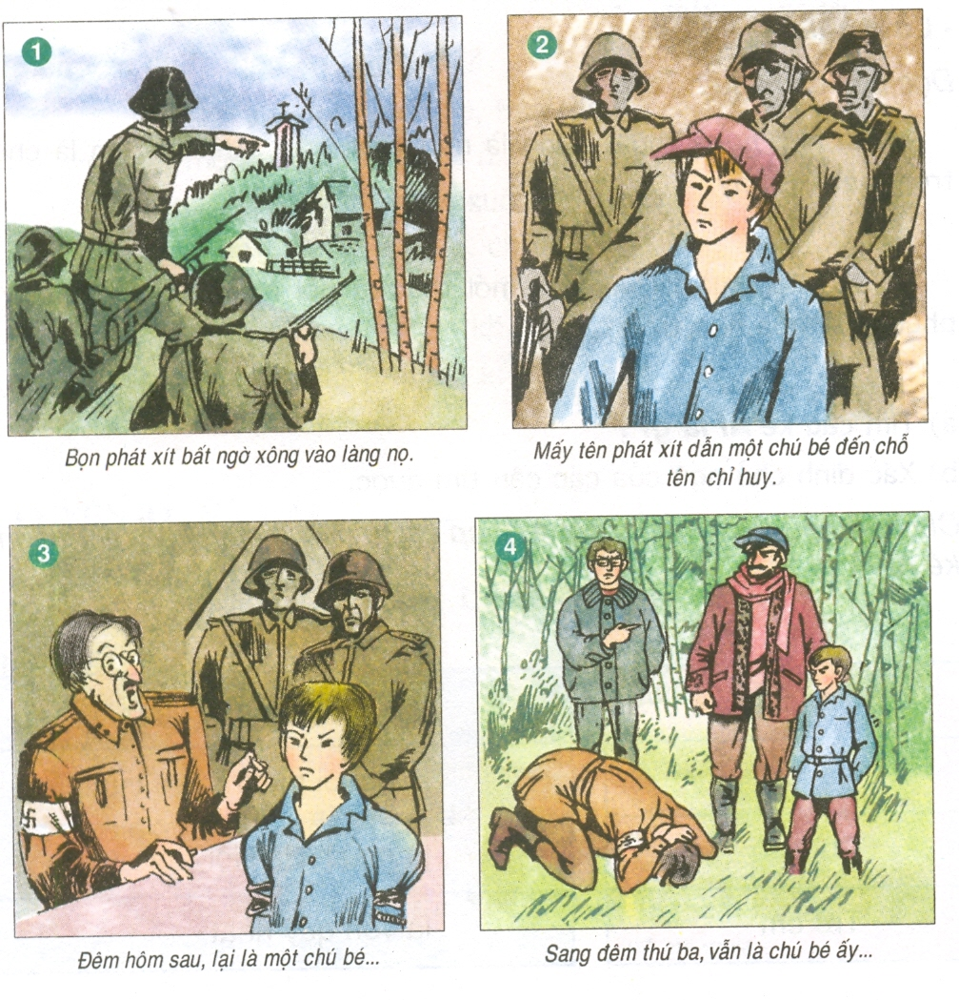 1
Bọn phát xít bất ngờ xông vào làng nọ.
2
Mấy tên phát xít dẫn một chú bé đến chỗ
tên chỉ huy.
3
Đêm hôm sau, lại là một chú bé...
4
Sang đêm thứ ba, vẫn là chú bé ấy...